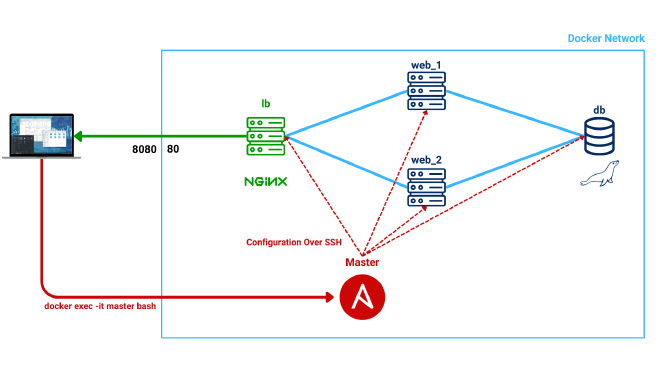 Docker Network
web_1
lb
db
8080 80
web_2
NGiNX
Configuration Over SSH
Master
A
docker exec -it master bash